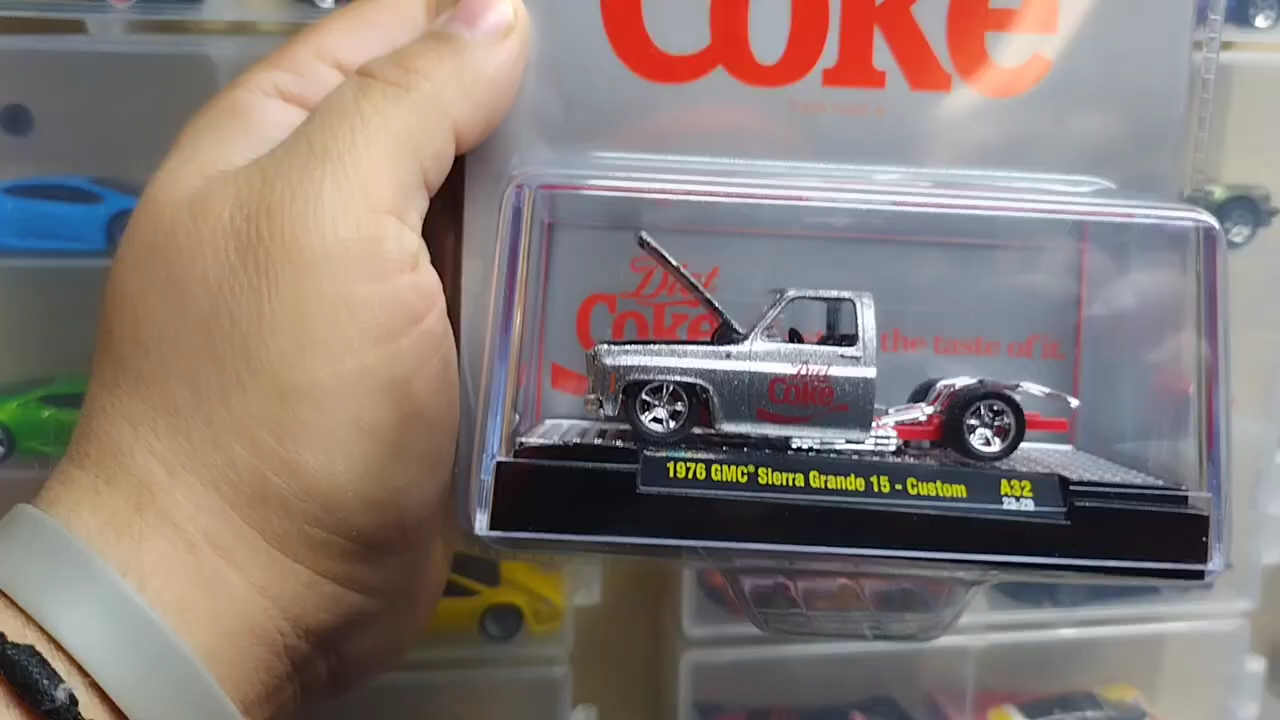 Coke
Diet
Coke
the taste of it.
Diet
Coke
1976 GMC® Sierra Grande 15 - Custom A32